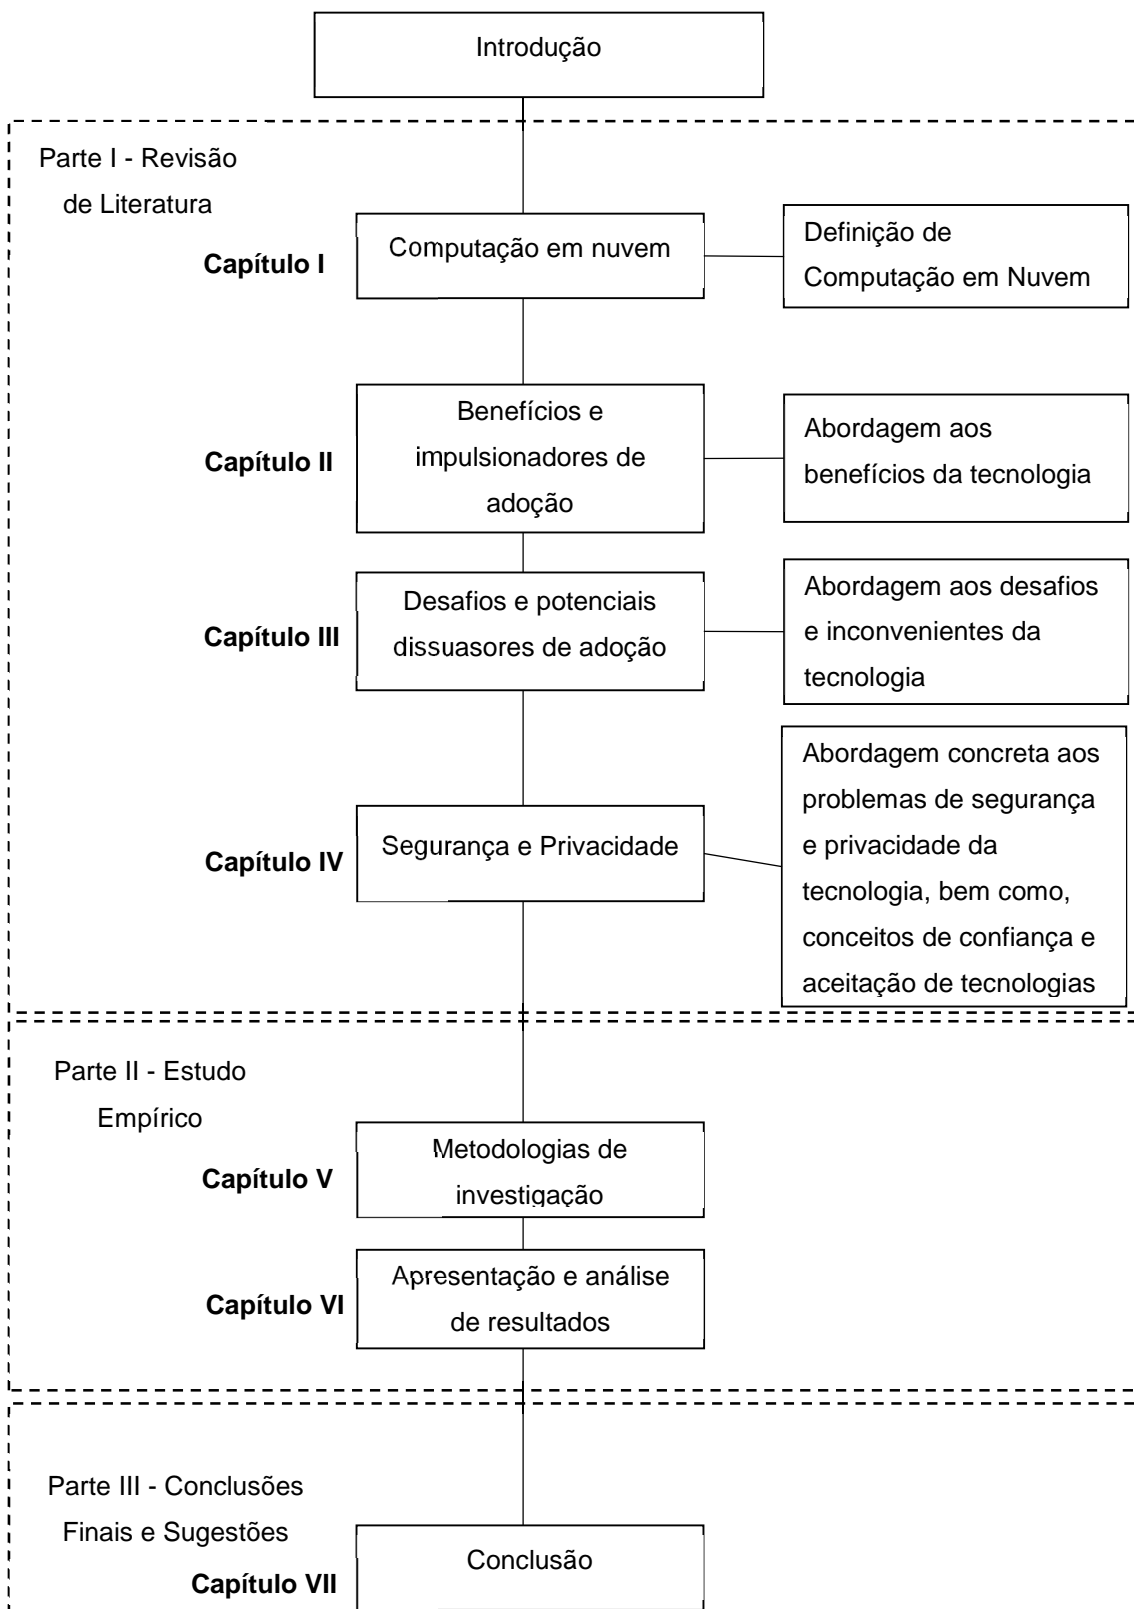 Introdução
Parte I - Revisão
de Literatura
Capítulo I
Computação em nuvem
Definição de
Computação em Nuvem
Capítulo II
Benefícios e
impulsionadores de
adoção
Abordagem aos
benefícios da tecnologia
Capítulo III
Desafios e potenciais
dissuasores de adoção
Abordagem aos desafios
e inconvenientes da
tecnologia
Capítulo IV
Segurança e Privacidade
Abordagem concreta aos
problemas de segurança
e privacidade da
tecnologia, bem como,
conceitos de confiança e
aceitação de tecnologias
Parte II - Estudo
Empírico
Capítulo V
Metodologias de
investigação
Capítulo VI
Apresentação e análise
de resultados
Parte III - Conclusões
Finais e Sugestões
Capítulo VII
Conclusão